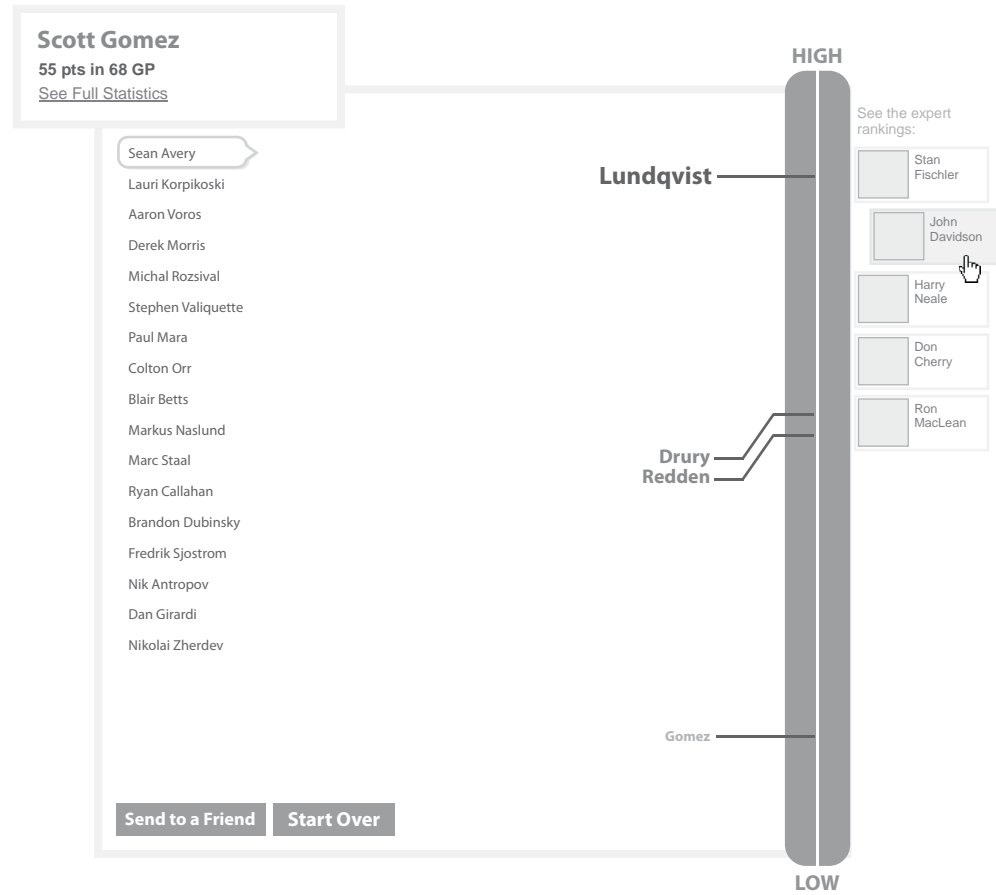 Scott Gomez
55 pts in 68 GP
See Full Statistics
Sean Avery
Lauri Korpikoski
Aaron Voros
Derek Morris
Michal Rozsival
Stephen Valiquette
Paul Mara
Colton Orr
Blair Betts
Markus Naslund
Marc Staal
Ryan Callahan
Brandon Dubinsky
Fredrik Sjostrom
Nik Antropov
Dan Girardi
Nikolai Zherdev
Send to a Friend
Start Over
HIGH
Lundqvist
Drury
Redden
Gomez
LOW
See the expert
rankings:
Stan
Fischler
John
Davidson
Harry
Neale
Don
Cherry
Ron
MacLean